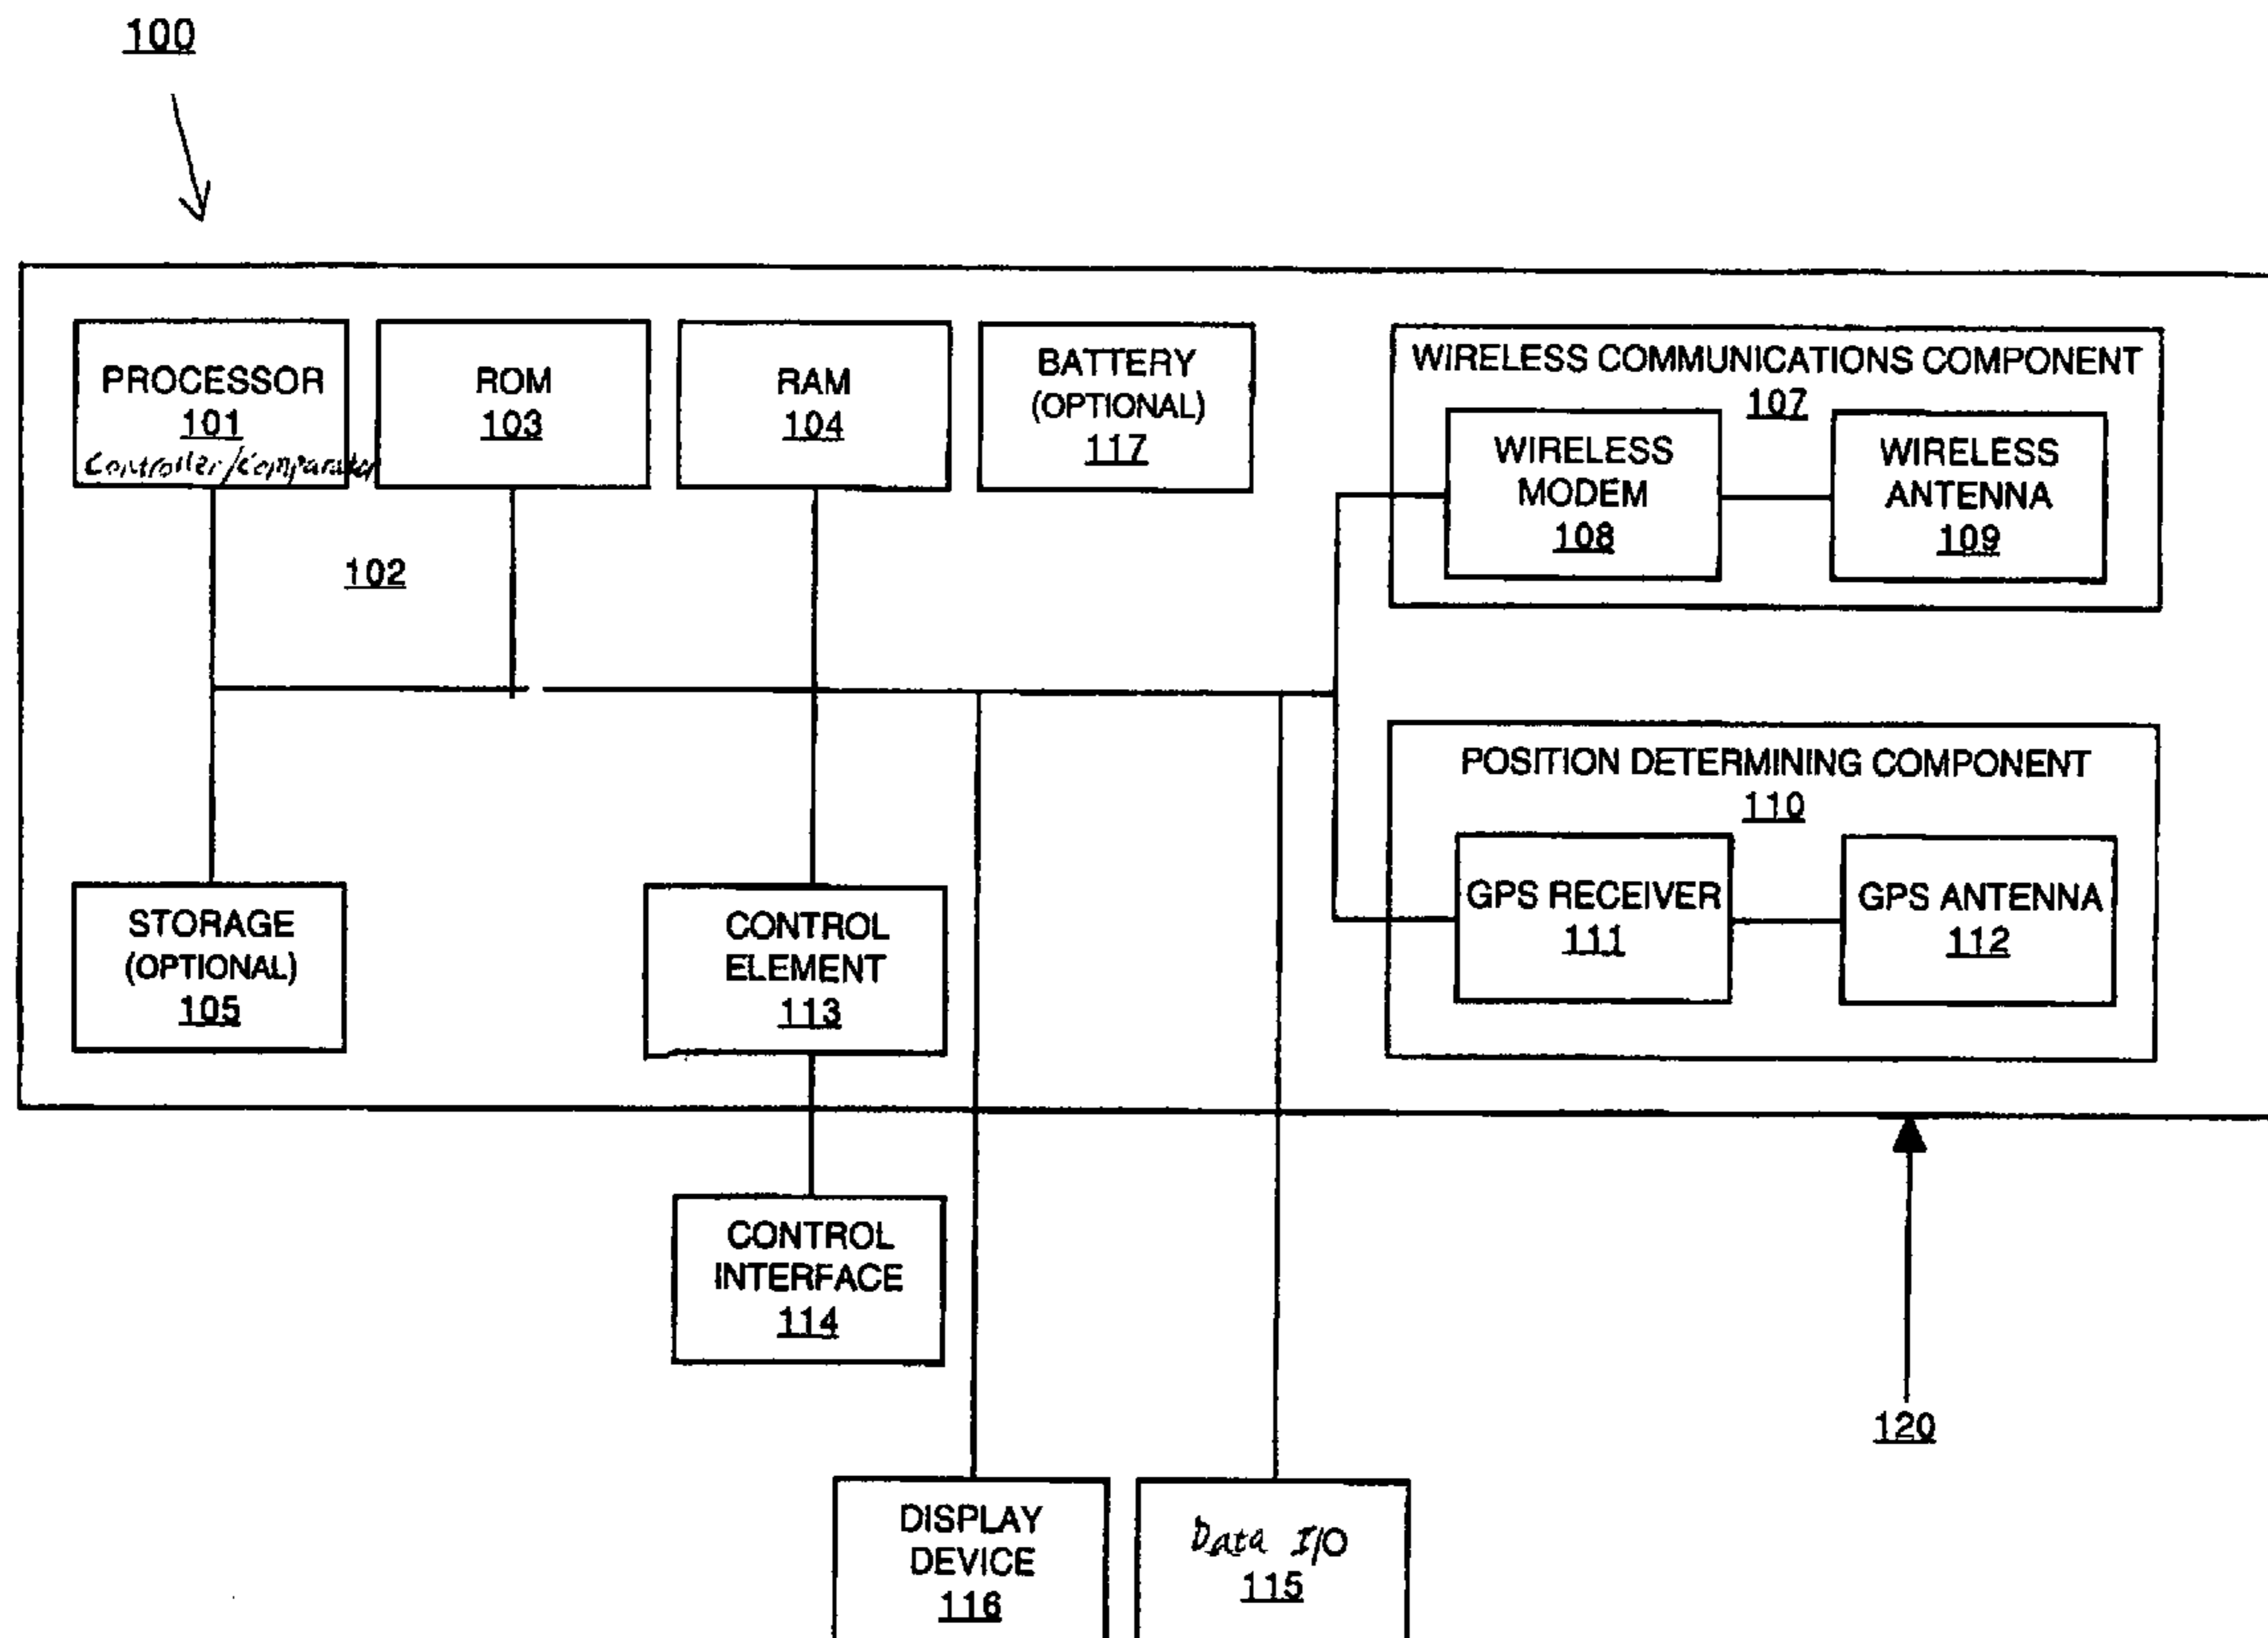 100
PROCESSOR
101
Controller/Comparator
ROM
103
RAM
104
BATTERY
(OPTIONAL)
117
WIRELESS COMMUNICATIONS COMPONENT
107
WIRELESS
MODEM
108
WIRELESS
ANTENNA
109
102
POSITION DETERMINING COMPONENT
110
GPS RECEIVER
111
GPS ANTENNA
112
STORAGE
(OPTIONAL)
105
CONTROL
ELEMENT
113
CONTROL
INTERFACE
114
120
DISPLAY
DEVICE
116
Data I/O
115